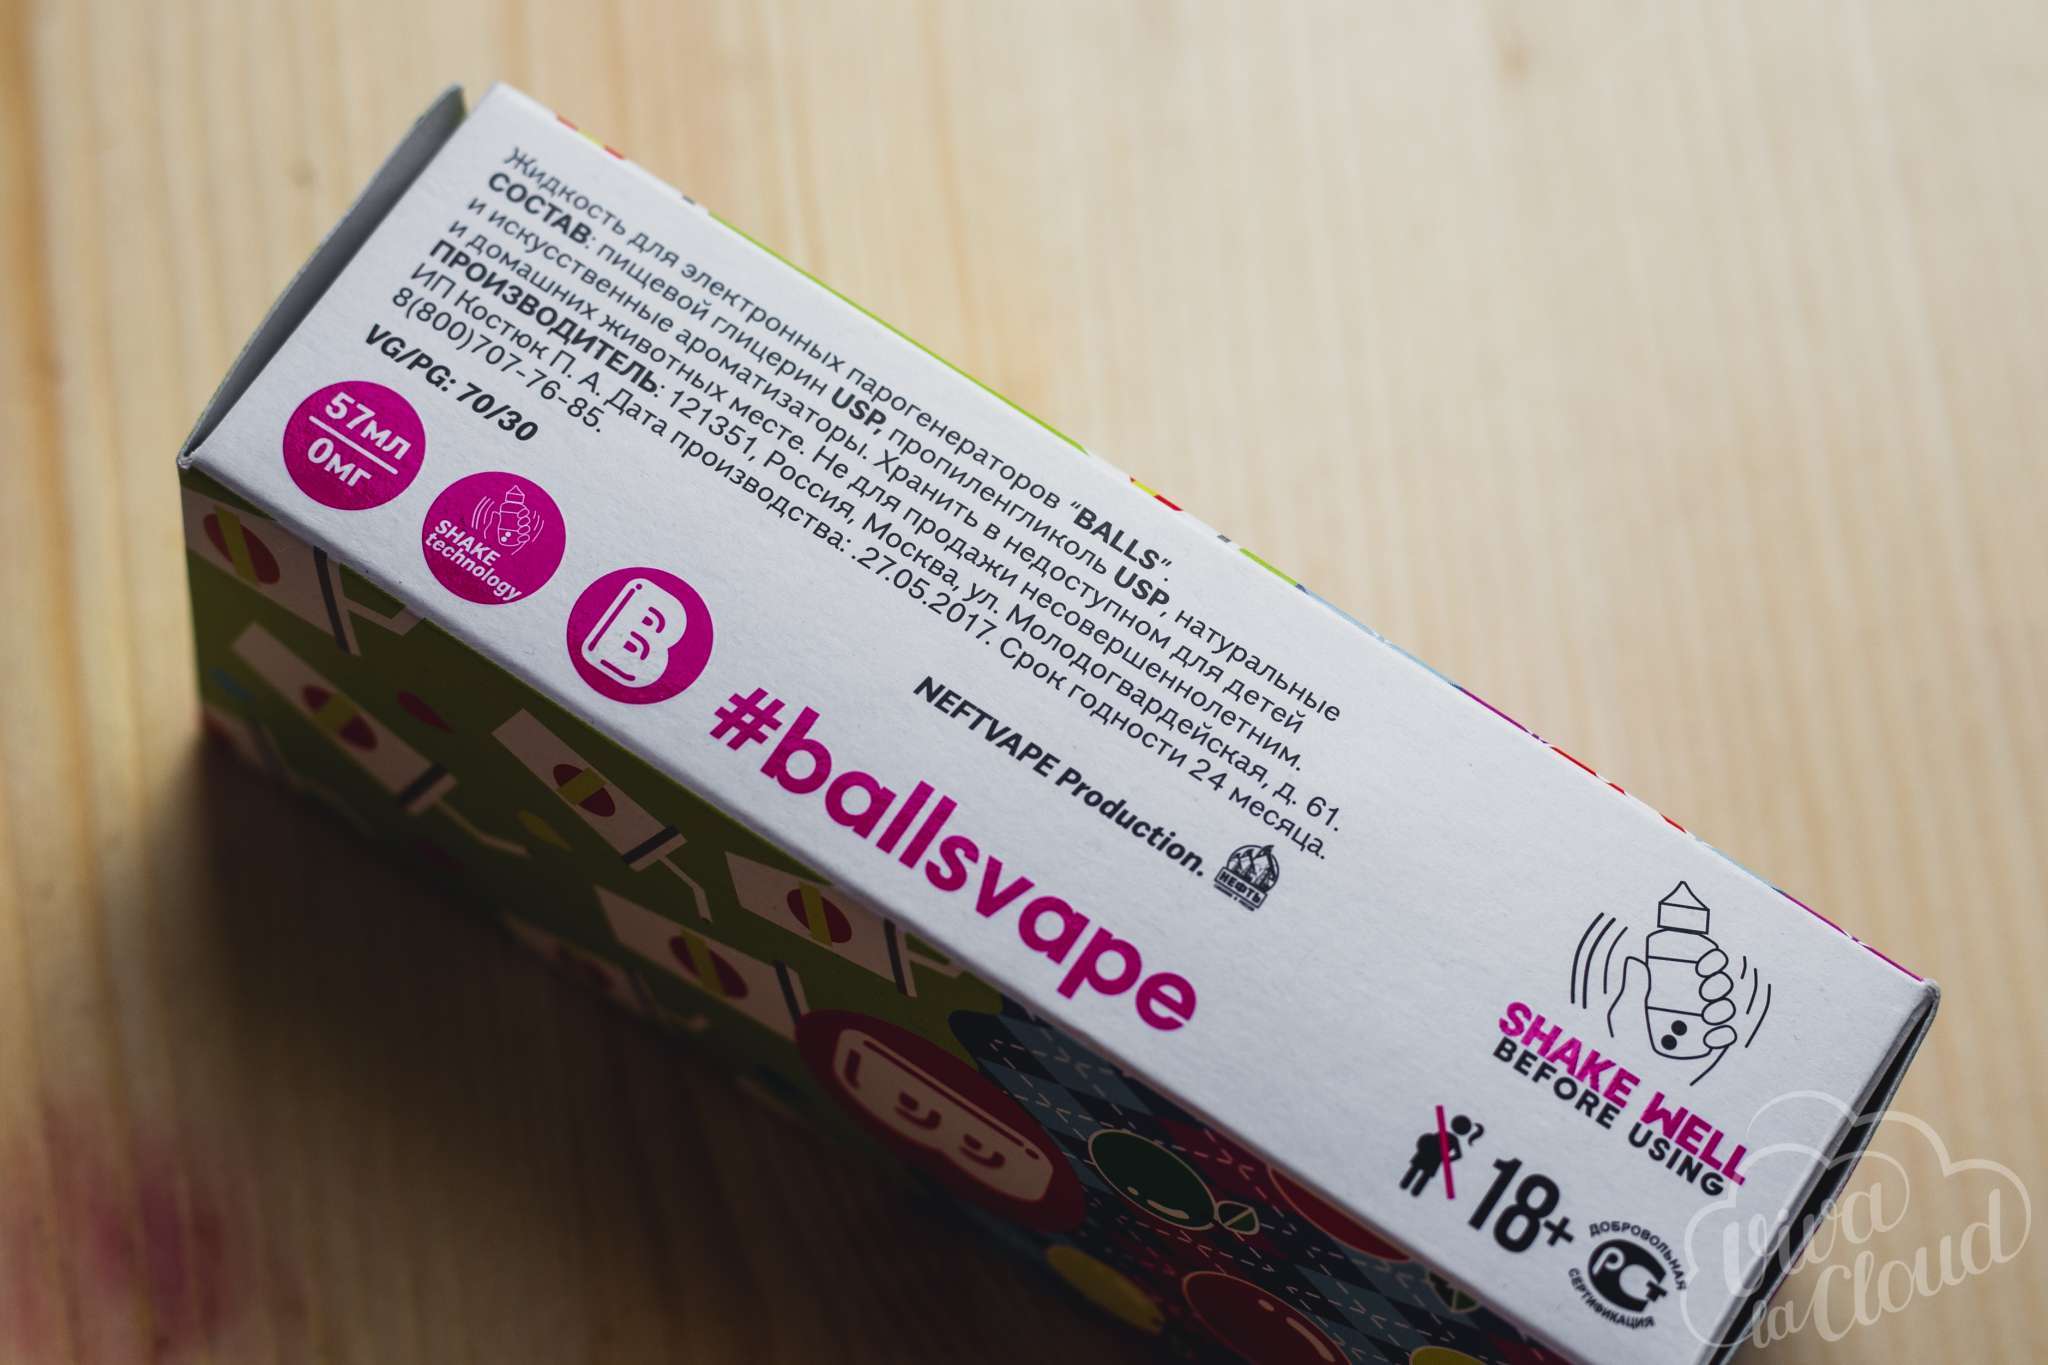 Жидкость для электронных парогенераторов “BALLS”.
СОСТАВ: пищевой глицерин USP, пропиленгликоль USP, натуральные
и искусственные ароматизаторы. Хранить в недоступном для детей
и домашних животных месте. Не для продажи несовершеннолетним.
ПРОИЗВОДИТЕЛЬ: 121351, Россия, Москва, ул. Молодогвардейская, д. 61.
ИП Костюк П. А. Дата производства: .27.05.2017. Срок годности 24 месяца.
8(800)707-76-85.
VG/PG: 70/30
NEFTVAPE Production.
НЕФТЬ
57мл
0мг
SHAKE
technology
B
#ballsvape
SHAKE WELL
BEFORE USING
18+
ДОБРОВОЛЬНАЯ
РСТ
СЕРТИФИКАЦИЯ
B
Viva
la Cloud